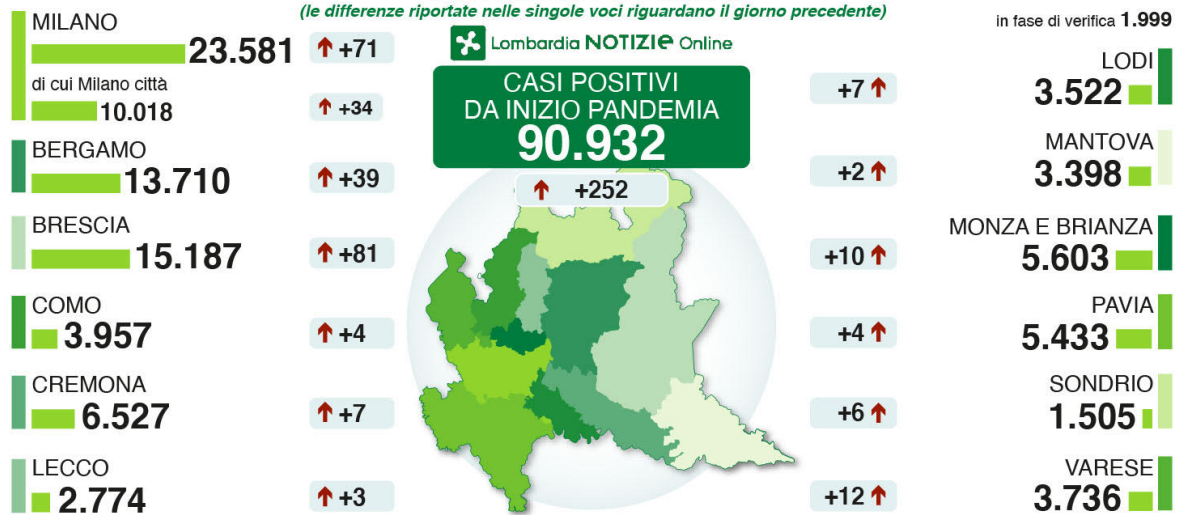 (le differenze riportate nelle singole voci riguardano il giorno precedente)
Lombardia NOTIZIE Online
CASI POSITIVI
DA INIZIO PANDEMIA
90.932
+252
in fase di verifica 1.999
MILANO
23.581
+71
di cui Milano città
10.018
+34
BERGAMO
13.710
+39
BRESCIA
15.187
+81
COMO
3.957
+4
CREMONA
6.527
+7
LECCO
2.774
+3
LODI
+7
3.522
MANTOVA
+2
3.398
MONZA E BRIANZA
+10
5.603
PAVIA
+4
5.433
SONDRIO
+6
1.505
VARESE
+12
3.736